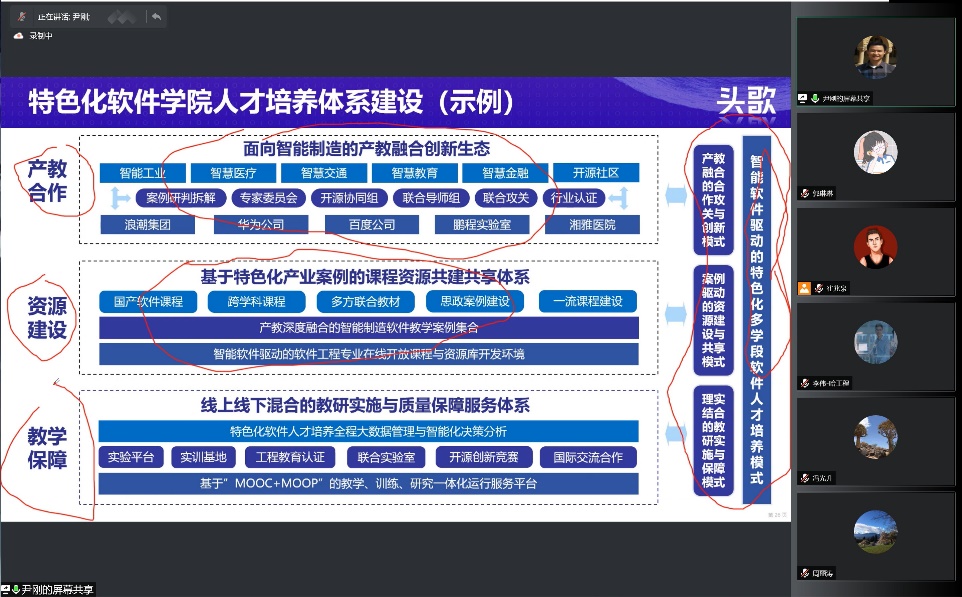 正在讲话: 尹刚
录制中
特色化软件学院人才培养体系建设（示例）
头歌
产教
合作
面向智能制造的产教融合创新生态
智能工业
智慧医疗
智慧交通
智慧教育
智慧金融
开源社区
案例研判拆解
专家委员会
开源协同组
联合导师组
联合攻关
行业认证
浪潮集团
华为公司
百度公司
鹏程实验室
湘雅医院
资源
建设
基于特色化产业案例的课程资源共建共享体系
国产软件课程
跨学科课程
多方联合教材
思政案例建设
一流课程建设
产教深度融合的智能制造软件教学案例集合
智能软件驱动的软件工程专业在线开放课程与资源库开发环境
教学
保障
线上线下混合的教研实施与质量保障服务体系
特色化软件人才培养全程大数据管理与智能化决策分析
实验平台
实训基地
工程教育认证
联合实验室
开源创新竞赛
国际交流合作
基于"MOOC+MOOP"的教学、训练、研究一体化运行服务平台
产教融合的合作攻关与创新模式
案例驱动的资源建设与共享模式
理实结合的教研实施与保障模式
智能软件驱动的特色化多学段软件人才培养模式
尹刚的屏幕共享
尹刚的屏幕共享
李伟-哈工程